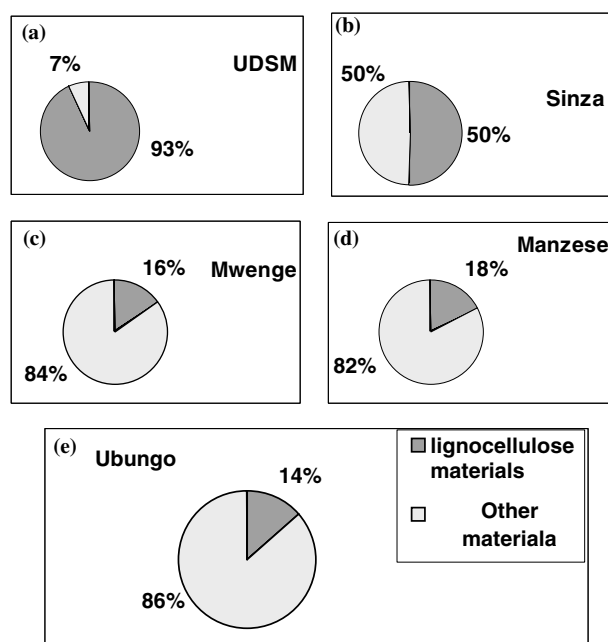 (a)
UDSM
7%
93%
(b)
Sinza
50%
50%
(c)
Mwenge
16%
84%
(d)
Manzese
18%
82%
(e)
Ubungo
14%
86%
lignocellulose
materials
Other
materiala